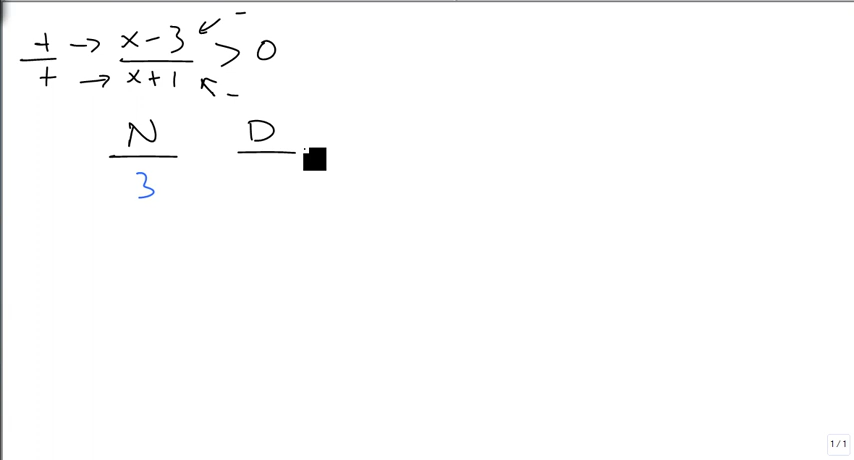 +/+ → (x-3)/(x+1) > 0
→
-
-
N D
3
1 / 1